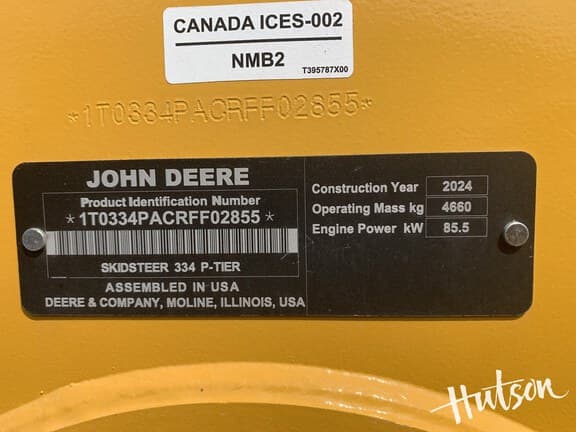 CANADA ICES-002
NMB2
T395787X00
*1T0334PACRFF02855*
JOHN DEERE
Product Identification Number
*1T0334PACRFF02855*
SKIDSTEER 334 P-TIER
ASSEMBLED IN USA
DEERE & COMPANY, MOLINE, ILLINOIS, USA
Construction Year 2024
Operating Mass kg 4660
Engine Power kW 85.5
Hutson